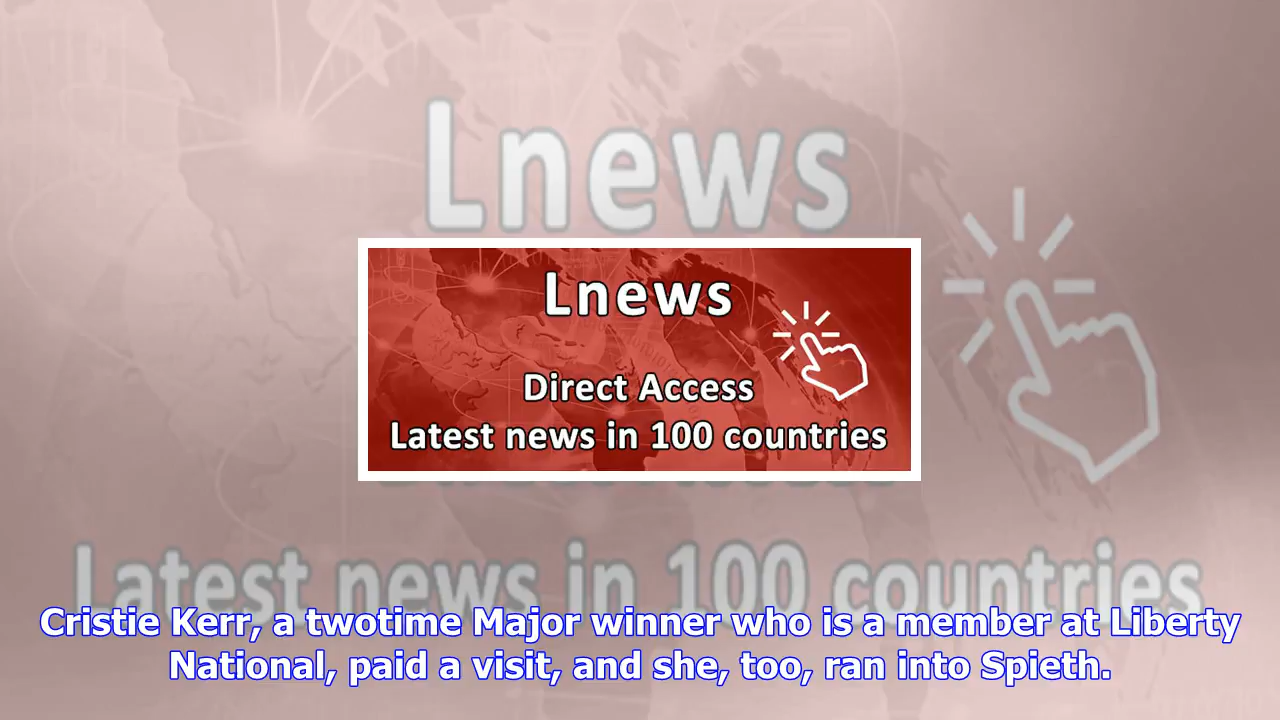 Lnews
Lnews
Direct Access
Latest news in 100 countries
Latest news in 100 countries
Cristie Kerr, a twotime Major winner who is a member at Liberty
National, paid a visit, and she, too, ran into Spieth.